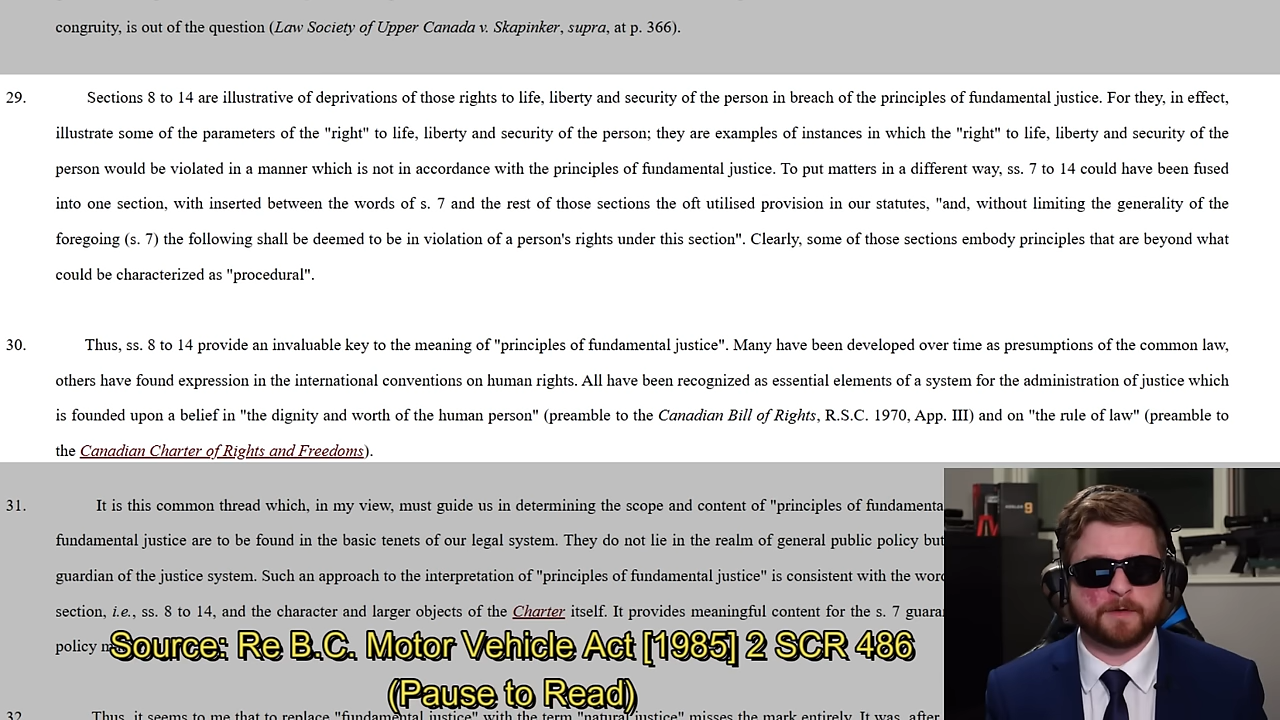 congruity, is out of the question (Law Society of Upper Canada v. Skapinker, supra, at p. 366).
29. Sections 8 to 14 are illustrative of deprivations of those rights to life, liberty and security of the person in breach of the principles of fundamental justice. For they, in effect,
illustrate some of the parameters of the "right" to life, liberty and security of the person; they are examples of instances in which the "right" to life, liberty and security of the
person would be violated in a manner which is not in accordance with the principles of fundamental justice. To put matters in a different way, ss. 7 to 14 could have been fused
into one section, with inserted between the words of s. 7 and the rest of those sections the oft utilised provision in our statutes, "and, without limiting the generality of the
foregoing (s. 7) the following shall be deemed to be in violation of a person's rights under this section". Clearly, some of those sections embody principles that are beyond what
could be characterized as "procedural".
30. Thus, ss. 8 to 14 provide an invaluable key to the meaning of "principles of fundamental justice". Many have been developed over time as presumptions of the common law,
others have found expression in the international conventions on human rights. All have been recognized as essential elements of a system for the administration of justice which
is founded upon a belief in "the dignity and worth of the human person" (preamble to the Canadian Bill of Rights, R.S.C. 1970, App. III) and on "the rule of law" (preamble to
the Canadian Charter of Rights and Freedoms).
31. It is this common thread which, in my view, must guide us in determining the scope and content of "principles of fundamenta
fundamental justice are to be found in the basic tenets of our legal system. They do not lie in the realm of general public policy but
guardian of the justice system. Such an approach to the interpretation of "principles of fundamental justice" is consistent with the
section, i.e., ss. 8 to 14, and the character and larger objects of the Charter itself. It provides meaningful content for the s. 7
policy
Source: Re B.C. Motor Vehicle Act [1985] 2 SCR 486
(Pause to Read)
32. Thus, it seems to me that to replace "fundamental justice" with the term "natural justice" misses the mark entirely. It was, after